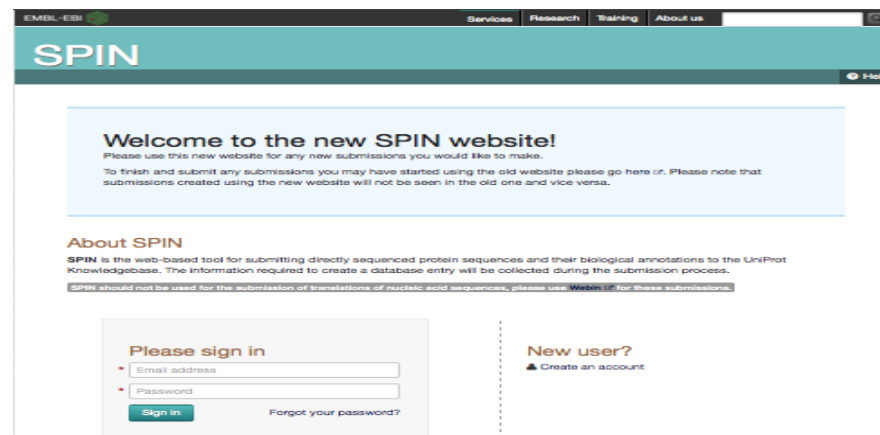 EMBL-EBI
Services Research Training About us
SPIN
Welcome to the new SPIN website!
Please use this new website for any new submissions you would like to make.
To finish and submit any submissions you may have started using the old website please go here. Please note that
submissions created using the new website will not be seen in the old one and vice versa.
About SPIN
SPIN is the web-based tool for submitting directly sequenced protein sequences and their biological annotations to the UniProt
Knowledgebase. The information required to create a database entry will be collected during the submission process.
SPIN should not be used for the submission of translations of nucleic acid sequences, please use Webin for these submissions.
Please sign in
* Email address
* Password
Sign in Forgot your password?
New user?
Create an account